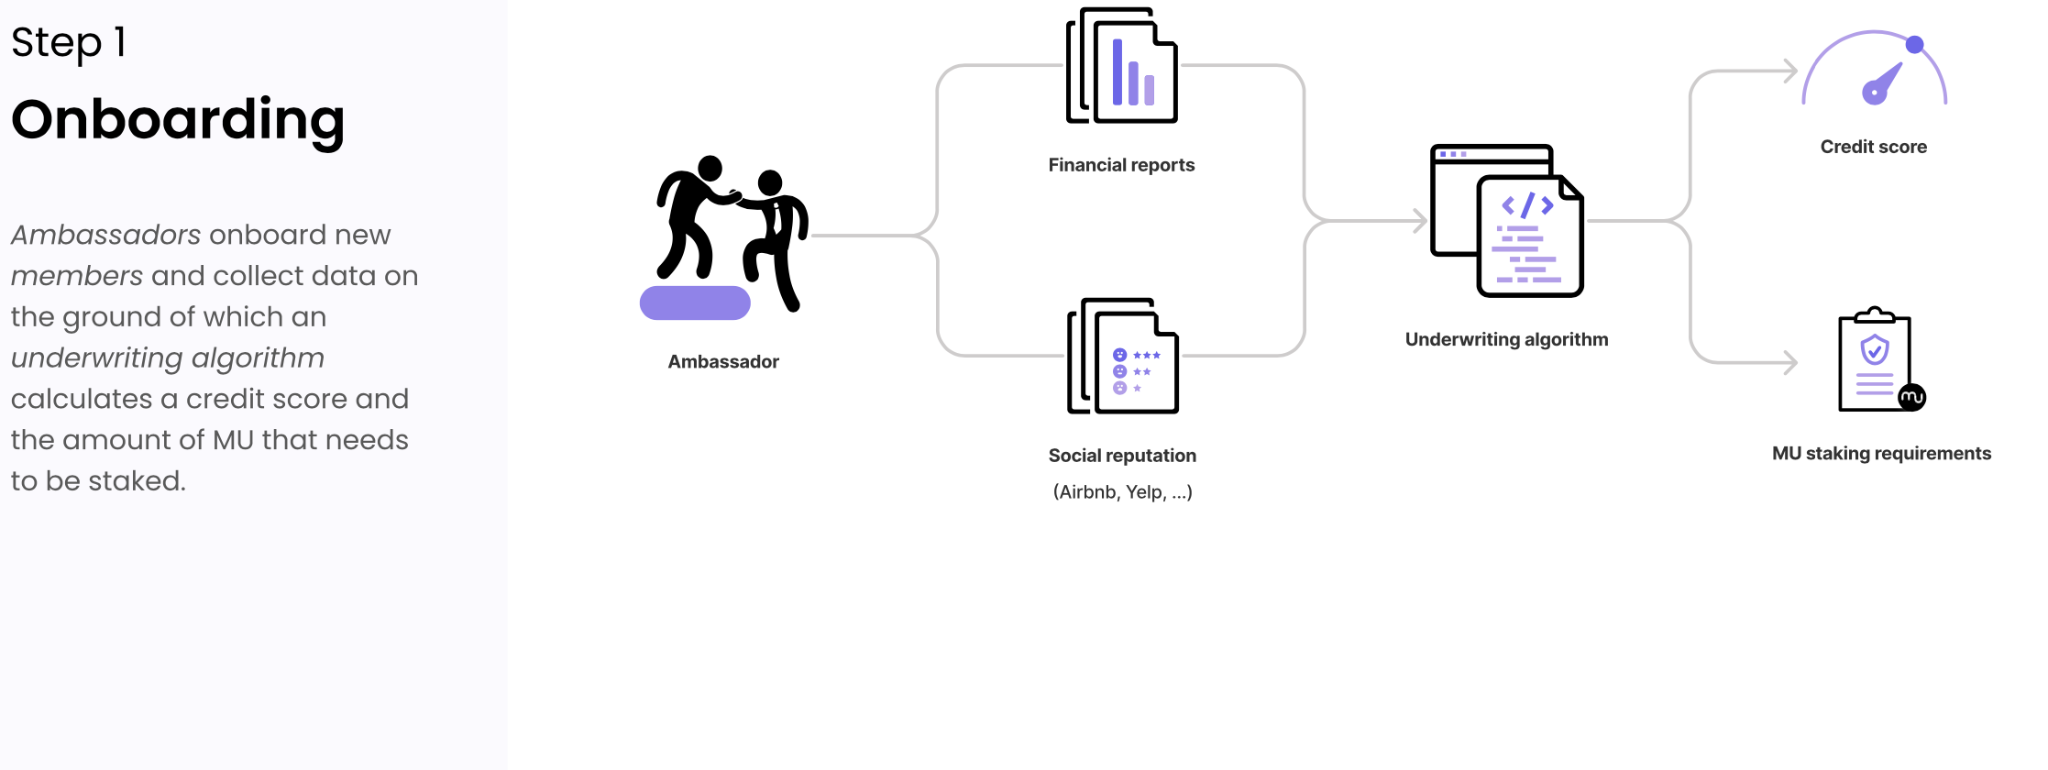 Step 1
Onboarding
Ambassadors onboard new
members and collect data on
the ground of which an
underwriting algorithm
calculates a credit score and
the amount of MU that needs
to be staked.
Ambassador
Financial reports
Social reputation
(Airbnb, Yelp, ...)
Underwriting algorithm
Credit score
mu
MU staking requirements